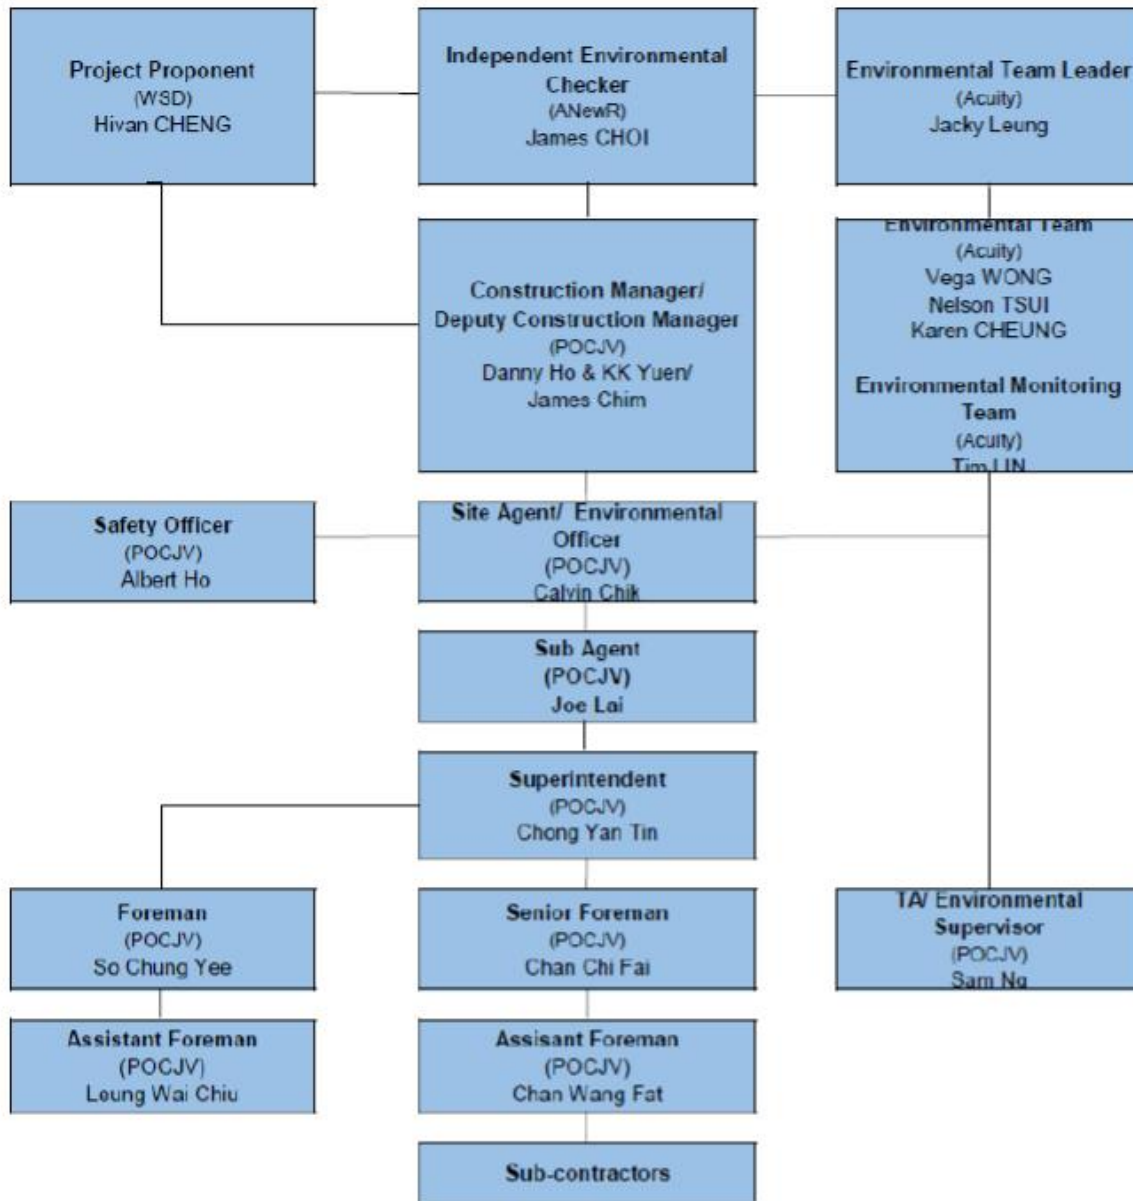 Project Proponent
(WSD)
Hivan CHENG
Independent Environmental
Checker
(ANewR)
James CHOI
Environmental Team Leader
(Acuity)
Jacky Leung
Construction Manager/
Deputy Construction Manager
(POCJV)
Danny Ho & KK Yuen/
James Chim
Environmental Team
(Acuity)
Vega WONG
Nelson TSUI
Karen CHEUNG
Environmental Monitoring
Team
(Acuity)
Tim LIN
Safety Officer
(POCJV)
Albert Ho
Site Agent/ Environmental
Officer
(POCJV)
Calvin Chik
Sub Agent
(POCJV)
Joe Lai
Superintendent
(POCJV)
Chong Yan Tin
Foreman
(POCJV)
So Chung Yee
Senior Foreman
(POCJV)
Chan Chi Fai
TA/ Environmental
Supervisor
(POCJV)
Sam Ng
Assistant Foreman
(POCJV)
Leung Wai Chiu
Assisant Foreman
(POCJV)
Chan Wang Fat
Sub-contractors